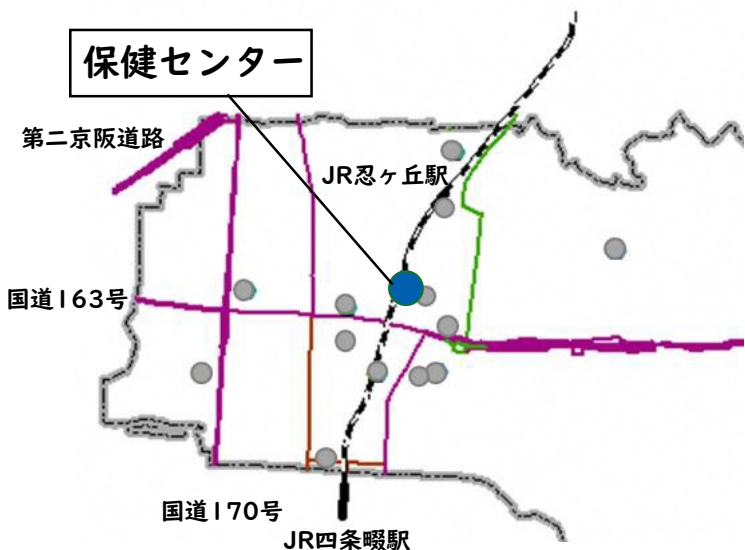 保健センター
第二京阪道路
JR忍ヶ丘駅
国道163号
国道170号
JR四条畷駅